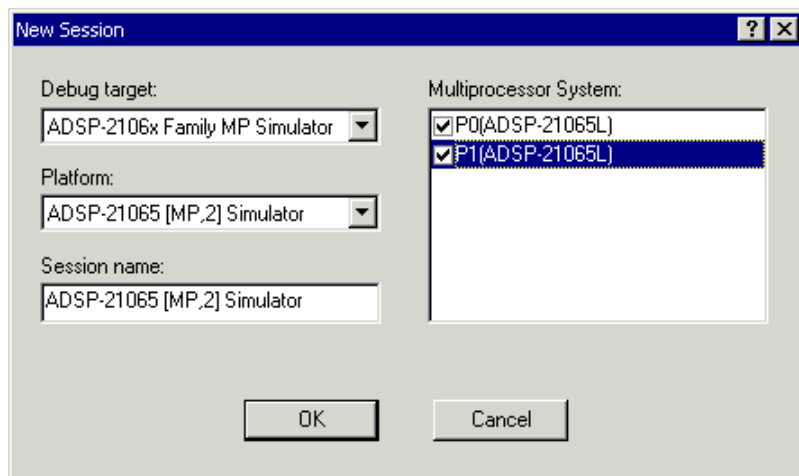 New Session
Debug target:
ADSP-2106x Family MP Simulator
Platform:
ADSP-21065 [MP,2] Simulator
Session name:
ADSP-21065 [MP,2] Simulator
Multiprocessor System:
P0(ADSP-21065L)
P1(ADSP-21065L)
OK
Cancel